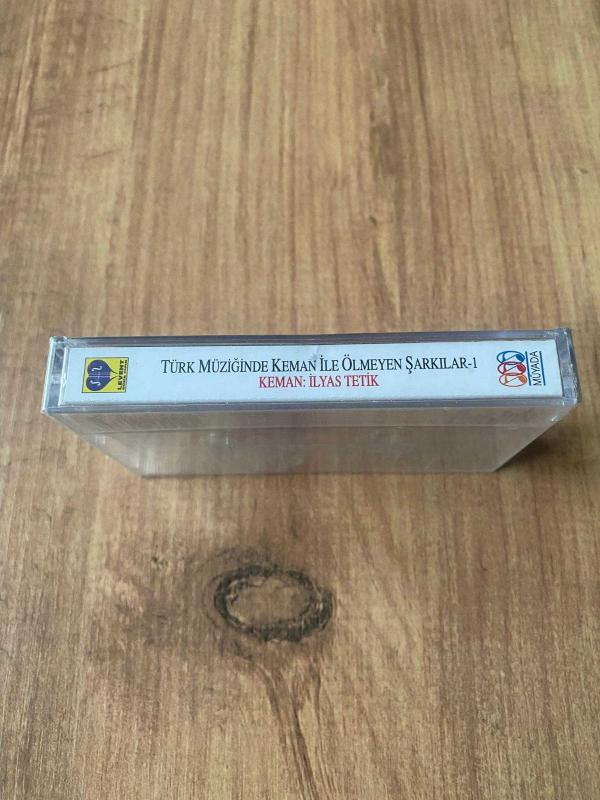 TÜRK MÜZİĞİNDE KEMAN İLE ÖLMEYEN ŞARKILAR-1
KEMAN: İLYAS TETİK
LEVENT
MÜYADA